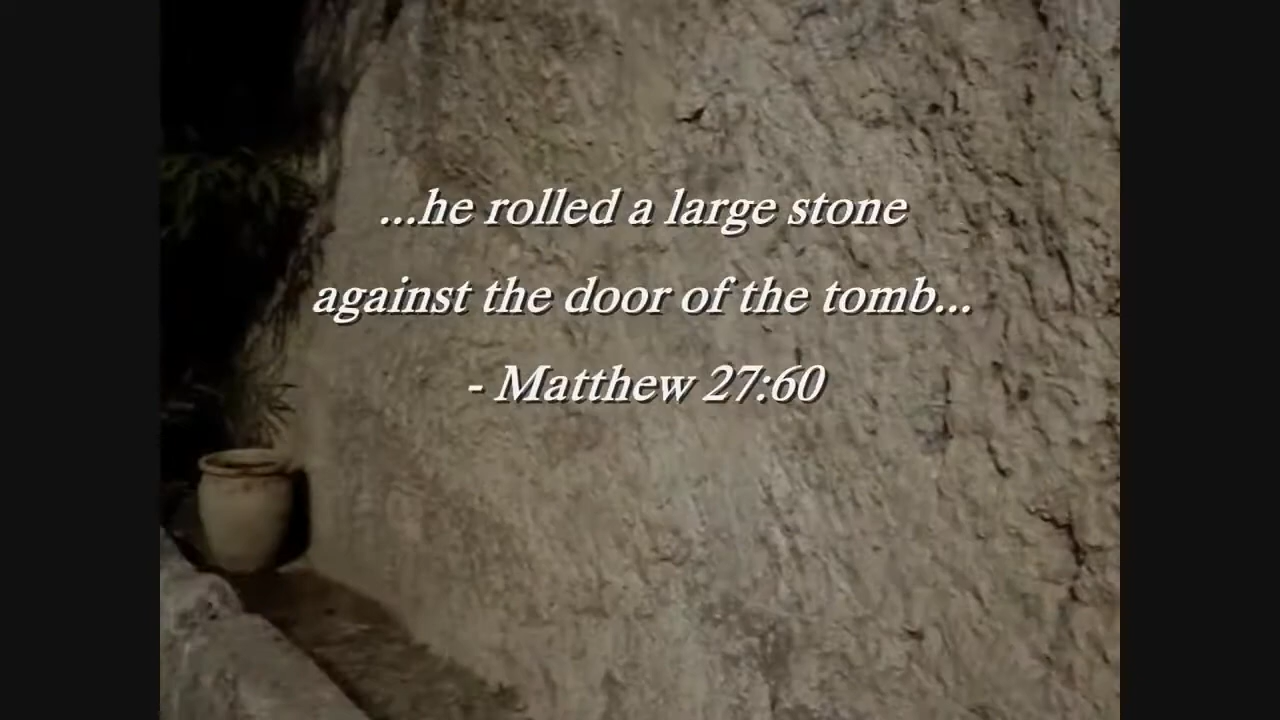 ...he rolled a large stone
against the door of the tomb...
- Matthew 27:60